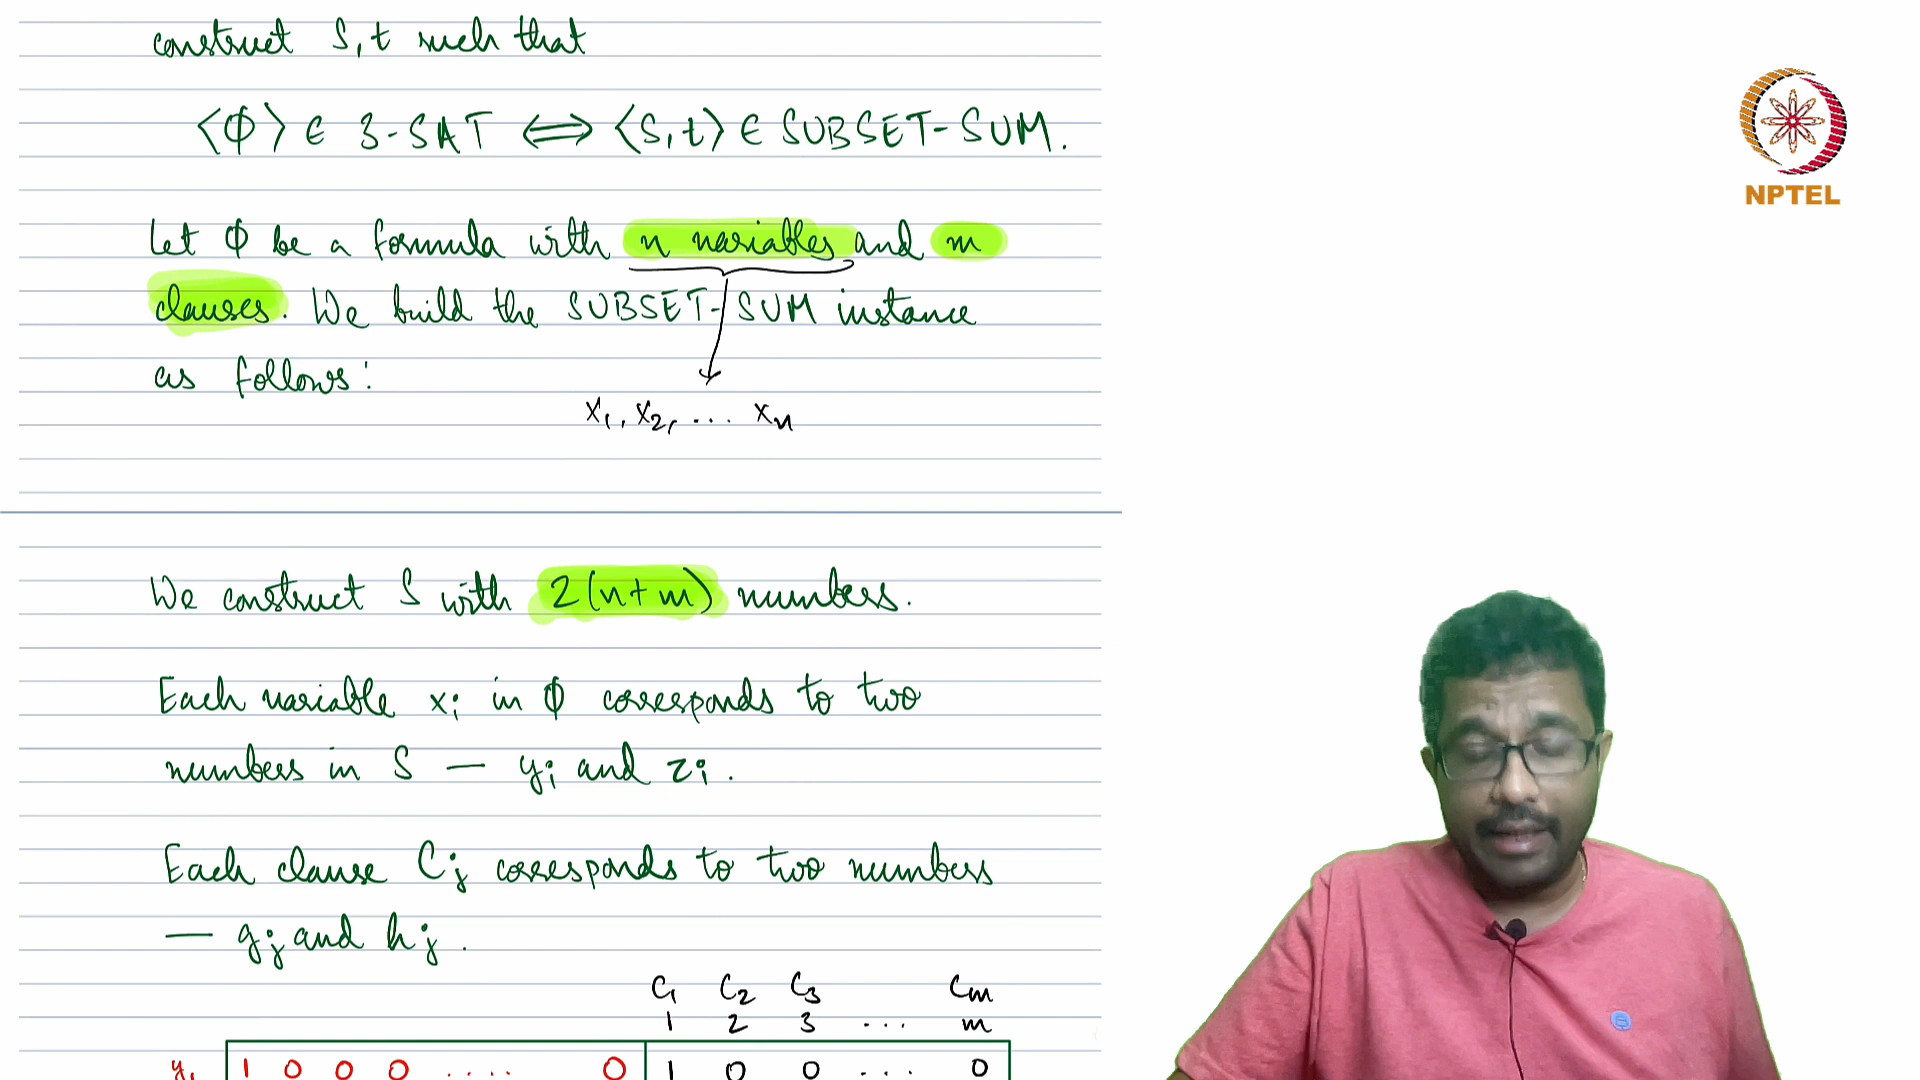 construct S, t such that
⟨Φ⟩ ∈ 3-SAT ⟺ ⟨S, t⟩ ∈ SUBSET-SUM.
NPTEL
Let Φ be a formula with n variables and m
clauses. We build the SUBSET-SUM instance
as follows:
x1, x2, ... xn
We construct S with 2(n+m) numbers.
Each variable xi in Φ corresponds to two
numbers in S — yi and zi.
Each clause Cj corresponds to two numbers
— gj and hj.
C1 C2 C3 Cm
1 2 3 ... m
y1 1 0 0 0 .... 0 1 0 0 ... 0